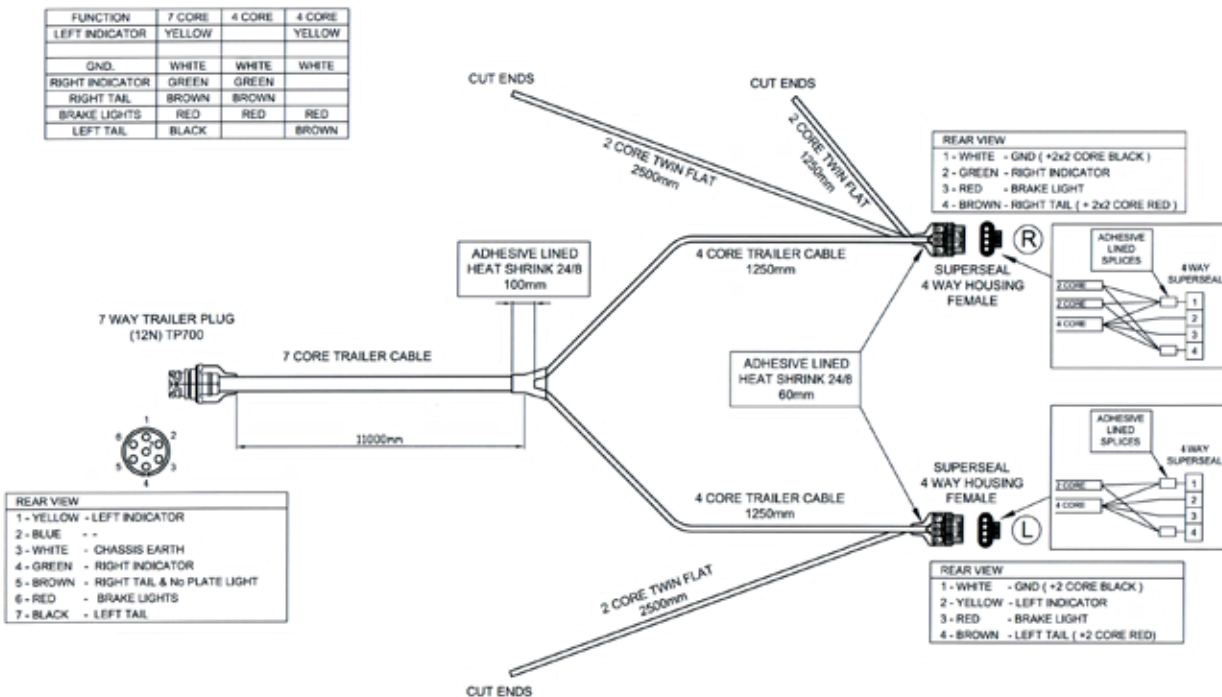 FUNCTION 7 CORE 4 CORE 4 CORE
LEFT INDICATOR YELLOW YELLOW
GND. WHITE WHITE WHITE
RIGHT INDICATOR GREEN GREEN
RIGHT TAIL BROWN BROWN
BRAKE LIGHTS RED RED RED
LEFT TAIL BLACK BROWN
CUT ENDS
CUT ENDS
2 CORE TWIN FLAT
2500mm
2 CORE TWIN FLAT
1250mm
REAR VIEW
1 - WHITE - GND ( +2x2 CORE BLACK )
2 - GREEN - RIGHT INDICATOR
3 - RED - BRAKE LIGHT
4 - BROWN - RIGHT TAIL ( + 2x2 CORE RED )
ADHESIVE LINED
HEAT SHRINK 24/8
100mm
4 CORE TRAILER CABLE
1250mm
R
SUPERSEAL
4 WAY HOUSING
FEMALE
ADHESIVE
LINED
SPLICES
4 WAY
SUPERSEAL
2 CORE
2 CORE
4 CORE
1
2
3
4
7 WAY TRAILER PLUG
(12N) TP700
7 CORE TRAILER CABLE
ADHESIVE LINED
HEAT SHRINK 24/8
60mm
11000mm
1
6 2
5 3
4
REAR VIEW
1 - YELLOW - LEFT INDICATOR
2 - BLUE - -
3 - WHITE - CHASSIS EARTH
4 - GREEN - RIGHT INDICATOR
5 - BROWN - RIGHT TAIL & No PLATE LIGHT
6 - RED - BRAKE LIGHTS
7 - BLACK - LEFT TAIL
4 CORE TRAILER CABLE
1250mm
SUPERSEAL
4 WAY HOUSING
FEMALE
L
ADHESIVE
LINED
SPLICES
4 WAY
SUPERSEAL
2 CORE
4 CORE
1
2
3
4
2 CORE TWIN FLAT
2500mm
REAR VIEW
1 - WHITE - GND ( +2 CORE BLACK )
2 - YELLOW - LEFT INDICATOR
3 - RED - BRAKE LIGHT
4 - BROWN - LEFT TAIL ( +2 CORE RED)
CUT ENDS